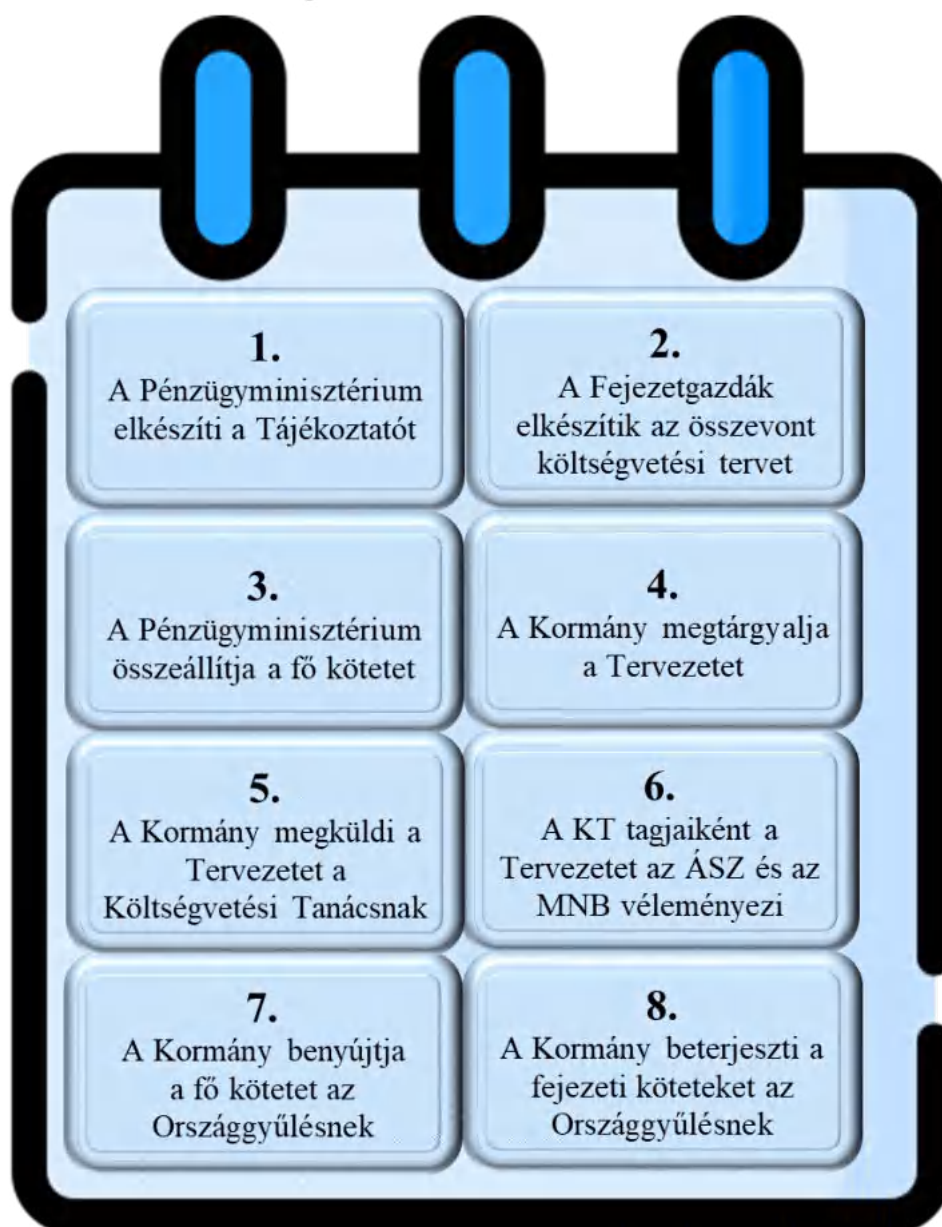 1.
A Pénzügyminisztérium
elkészíti a Tájékoztatót
2.
A Fejezetgazdák
elkészítik az összevont
költségvetési tervet
3.
A Pénzügyminisztérium
összeállítja a fő kötetet
4.
A Kormány megtárgyalja
a Tervezetet
5.
A Kormány megküldi a
Tervezetet a
Költségvetési Tanácsnak
6.
A KT tagjaiként a
Tervezetet az ÁSZ és az
MNB véleményezi
7.
A Kormány benyújtja
a fő kötetet az
Országgyűlésnek
8.
A Kormány beterjeszti a
fejezeti köteteket az
Országgyűlésnek